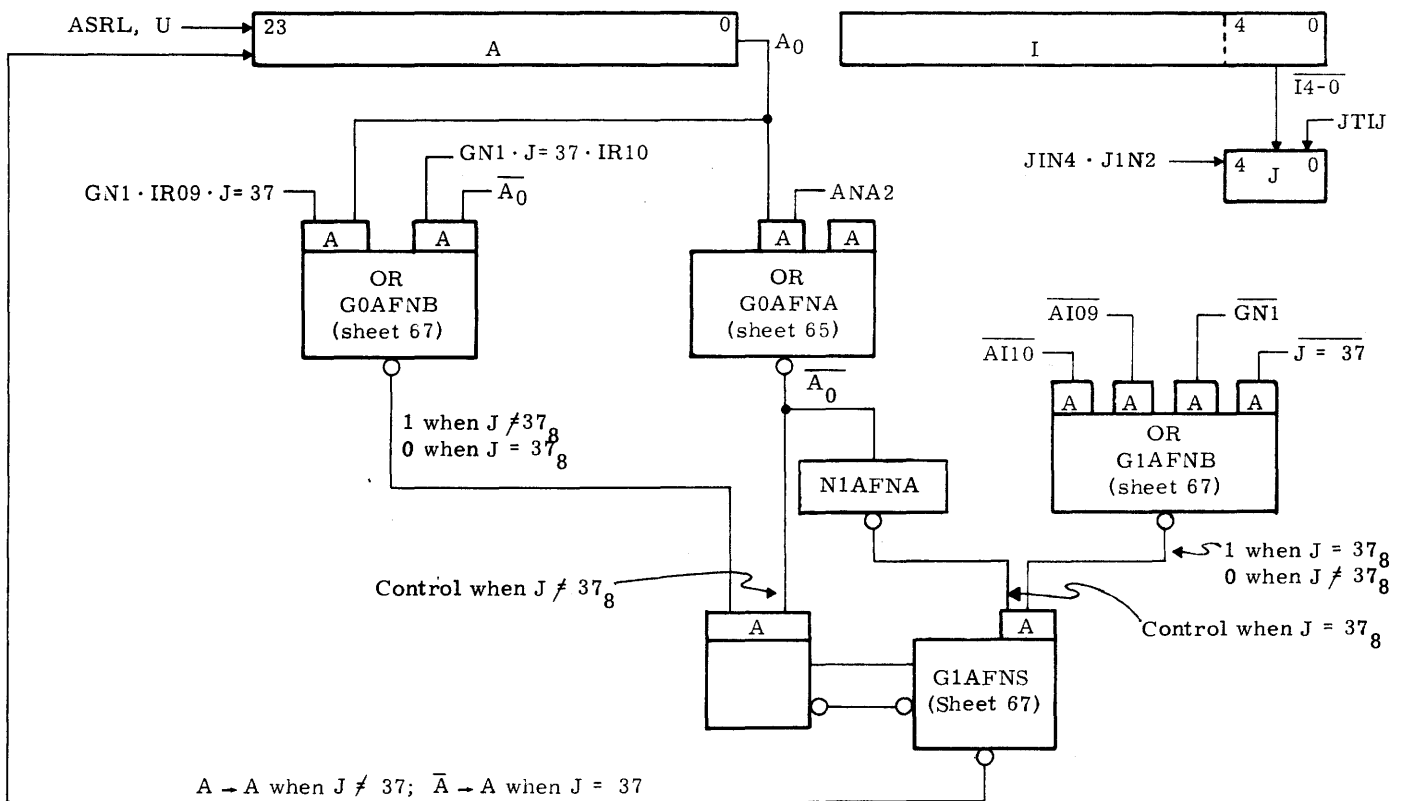 ASRL, U
23
0
A
A0
4
0
I
I4-0
JTIJ
JIN4 · J1N2
4
J
0
GN1 · J= 37 · IR10
GN1 · IR09 · J= 37
A0
ANA2
A
A
A
A
OR
G0AFNB
(sheet 67)
OR
G0AFNA
(sheet 65)
AI09
GN1
AI10
J = 37
A
A
A
A
OR
G1AFNB
(sheet 67)
A0
1 when J ≠ 37₈
0 when J = 37₈
N1AFNA
1 when J = 37₈
0 when J ≠ 37₈
Control when J ≠ 37₈
Control when J = 37₈
A
A
G1AFNS
(Sheet 67)
A → A when J ≠ 37; A̅ → A when J = 37